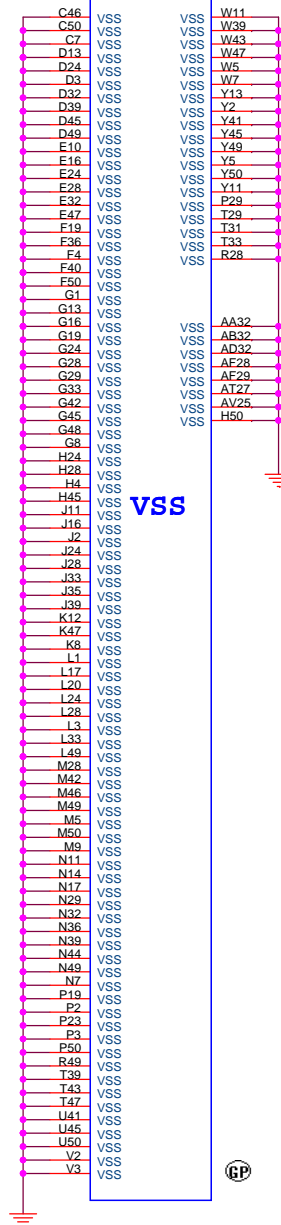 C46 VSS VSS W11
C50 VSS VSS W39
C7 VSS VSS W43
D13 VSS VSS W47
D24 VSS VSS W5
D3 VSS VSS W7
D32 VSS VSS Y13
D39 VSS VSS Y2
D45 VSS VSS Y41
D49 VSS VSS Y45
E10 VSS VSS Y49
E16 VSS VSS Y5
E24 VSS VSS Y50
E28 VSS VSS Y11
E32 VSS VSS P29
E47 VSS VSS T29
F19 VSS VSS T31
F36 VSS VSS T33
F4 VSS VSS R28
F40 VSS
F50 VSS
G1 VSS
G13 VSS
G16 VSS VSS AA32
G19 VSS VSS AB32
G24 VSS VSS AD32
G28 VSS VSS AF28
G29 VSS VSS AF29
G33 VSS VSS AT27
G42 VSS VSS AV25
G45 VSS VSS H50
G48 VSS
G8 VSS
H24 VSS
H28 VSS
H4 VSS
H45 VSS
VSS
J11 VSS
J16 VSS
J2 VSS
J24 VSS
J28 VSS
J33 VSS
J35 VSS
J39 VSS
K12 VSS
K47 VSS
K8 VSS
L1 VSS
L17 VSS
L20 VSS
L24 VSS
L28 VSS
L3 VSS
L33 VSS
L49 VSS
M28 VSS
M42 VSS
M46 VSS
M49 VSS
M5 VSS
M50 VSS
M9 VSS
N11 VSS
N14 VSS
N17 VSS
N29 VSS
N32 VSS
N36 VSS
N39 VSS
N44 VSS
N49 VSS
N7 VSS
P19 VSS
P2 VSS
P23 VSS
P3 VSS
P50 VSS
R49 VSS
T39 VSS
T43 VSS
T47 VSS
U41 VSS
U45 VSS
U50 VSS
V2 VSS
V3 VSS
GP